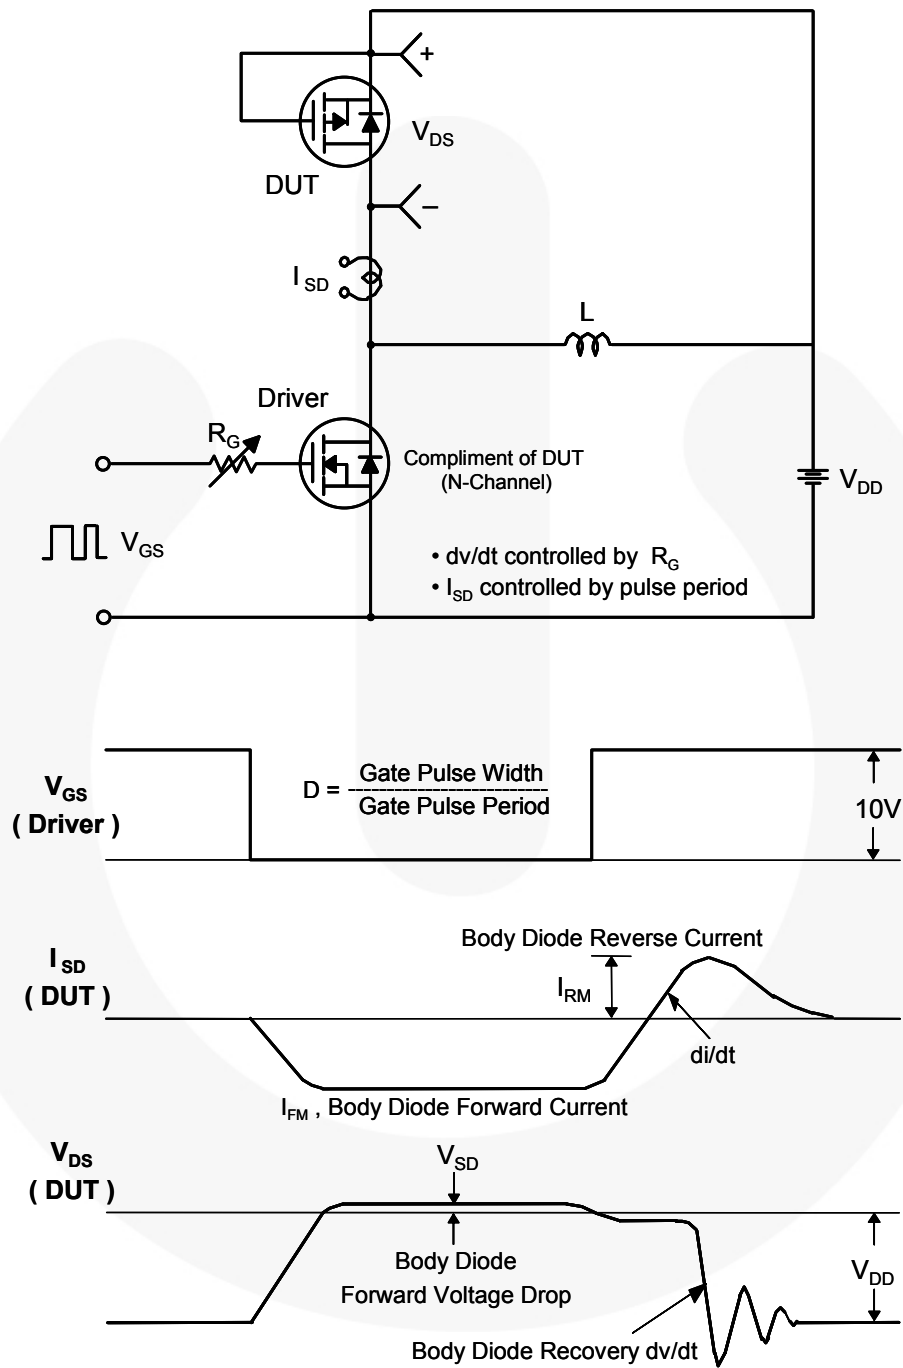 +
V_DS
DUT
−
I_SD
L
Driver
R_G
Compliment of DUT
(N-Channel)
V_DD
V_GS
• dv/dt controlled by R_G
• I_SD controlled by pulse period
V_GS
( Driver )
D = Gate Pulse Width
Gate Pulse Period
10V
Body Diode Reverse Current
I_SD
( DUT )
I_RM
di/dt
I_FM , Body Diode Forward Current
V_DS
( DUT )
V_SD
Body Diode
Forward Voltage Drop
V_DD
Body Diode Recovery dv/dt